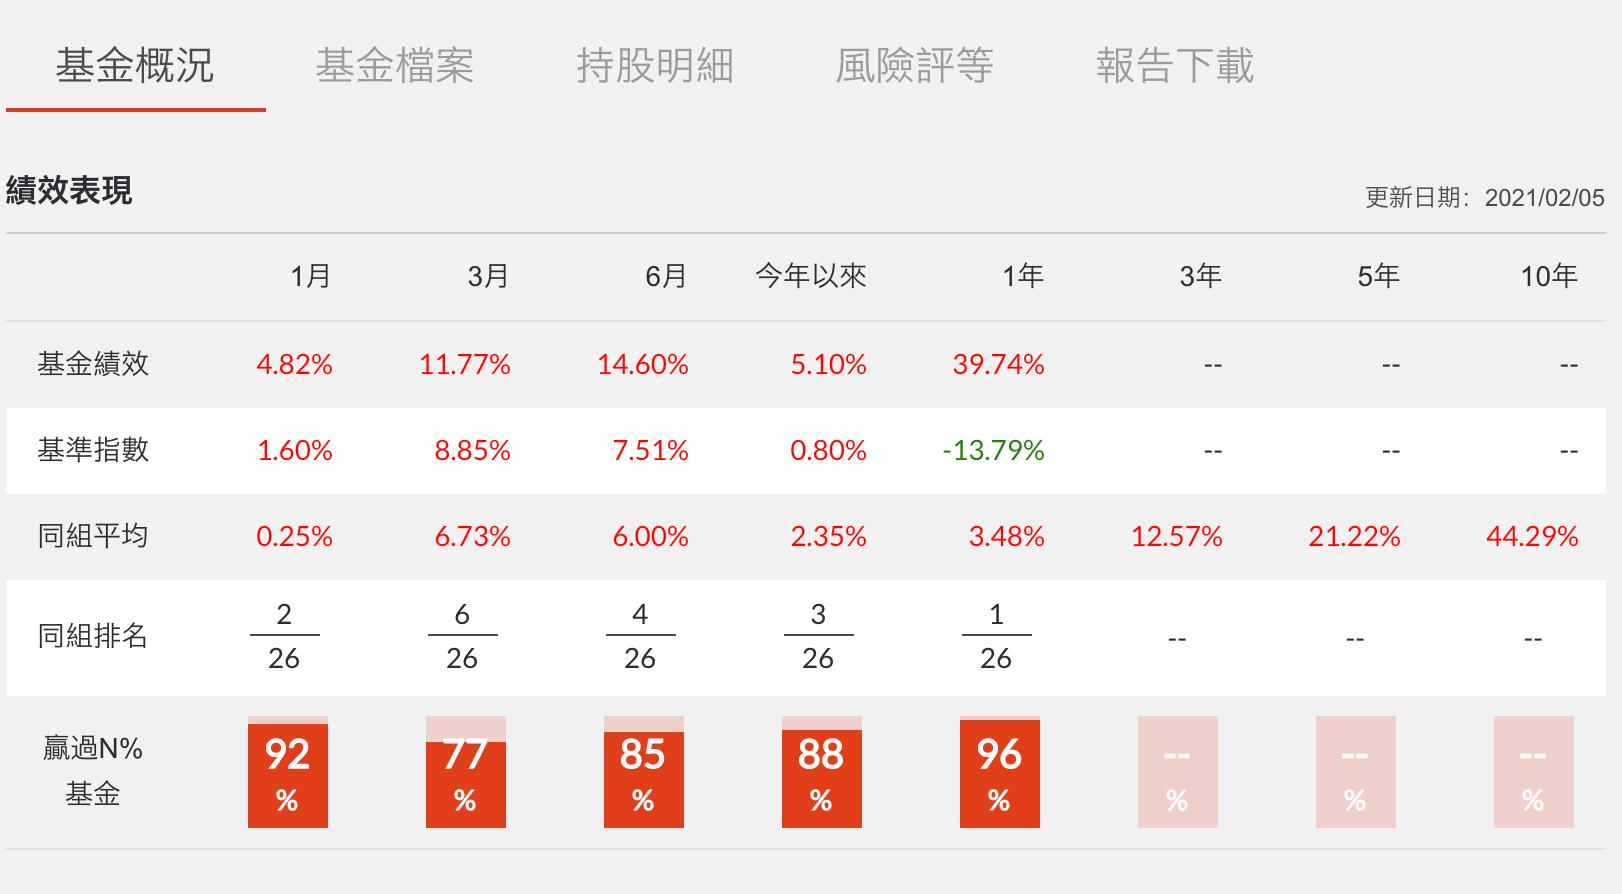 基金概況 基金檔案 持股明細 風險評等 報告下載
績效表現 更新日期：2021/02/05
1月 3月 6月 今年以來 1年 3年 5年 10年
基金績效 4.82% 11.77% 14.60% 5.10% 39.74% -- -- --
基準指數 1.60% 8.85% 7.51% 0.80% -13.79% -- -- --
同組平均 0.25% 6.73% 6.00% 2.35% 3.48% 12.57% 21.22% 44.29%
2 6 4 3 1
同組排名 -- -- --
26 26 26 26 26
贏過N% 92 77 85 88 96 -- -- --
基金 % % % % % % % %